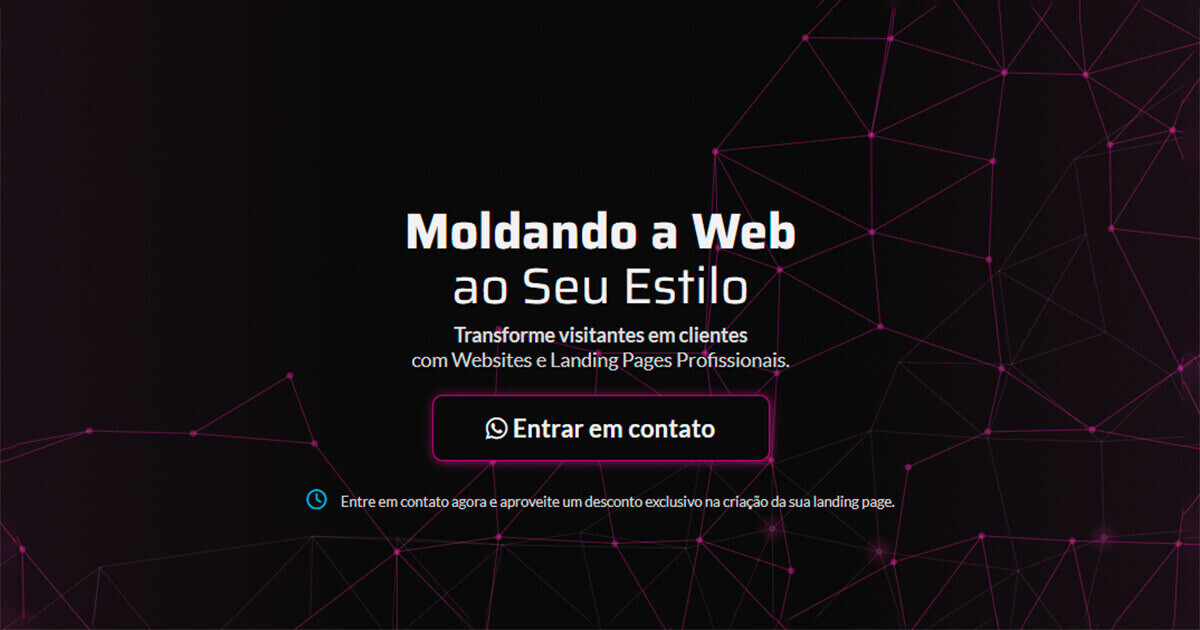 Moldando a Web
ao Seu Estilo
Transforme visitantes em clientes
com Websites e Landing Pages Profissionais.
Entrar em contato
Entre em contato agora e aproveite um desconto exclusivo na criação da sua landing page.